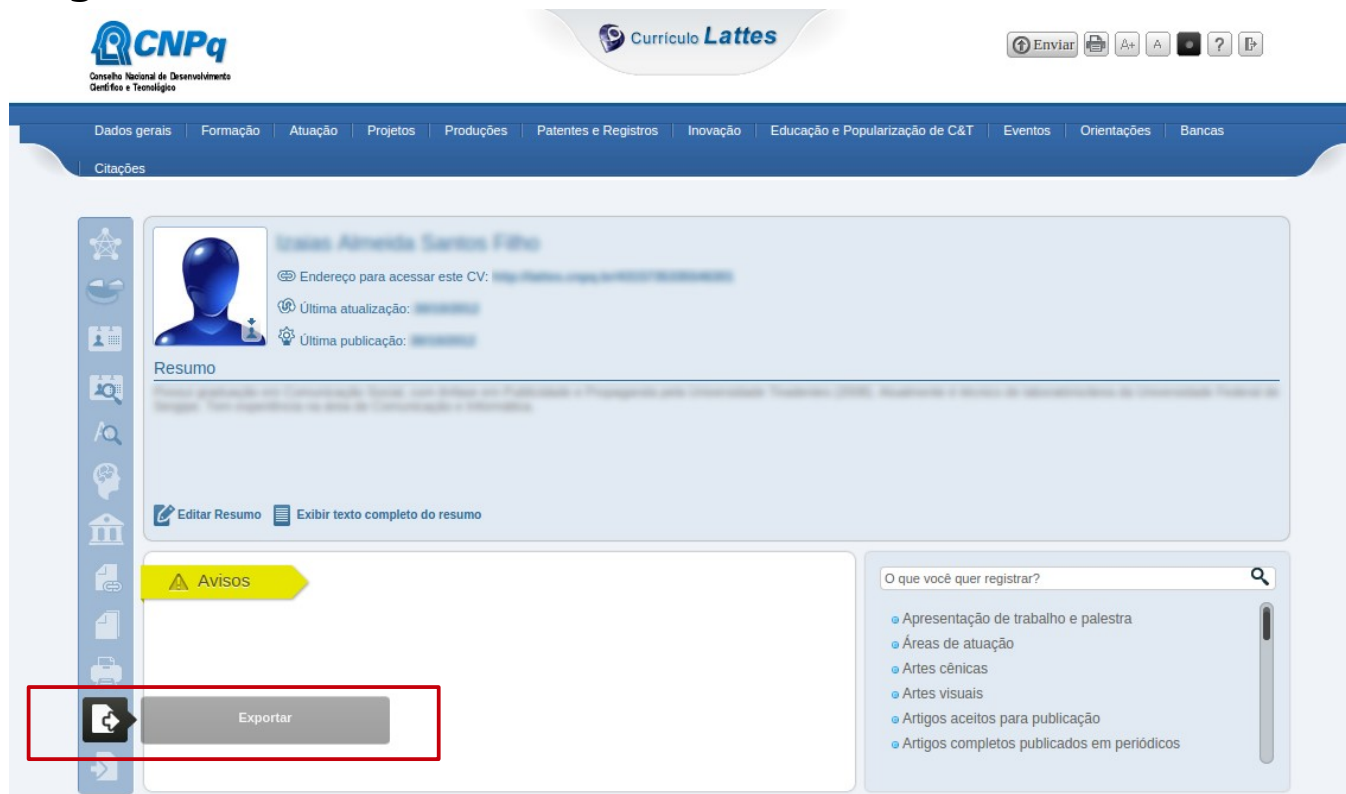 CNPq
Conselho Nacional de Desenvolvimento
Científico e Tecnológico
Currículo Lattes
Enviar A+ A ?
Dados gerais Formação Atuação Projetos Produções Patentes e Registros Inovação Educação e Popularização de C&T Eventos Orientações Bancas
Citações
Endereço para acessar este CV:
Última atualização:
Última publicação:
Resumo
Editar Resumo Exibir texto completo do resumo
Avisos
O que você quer registrar?
Apresentação de trabalho e palestra
Áreas de atuação
Artes cênicas
Artes visuais
Artigos aceitos para publicação
Artigos completos publicados em periódicos
Exportar